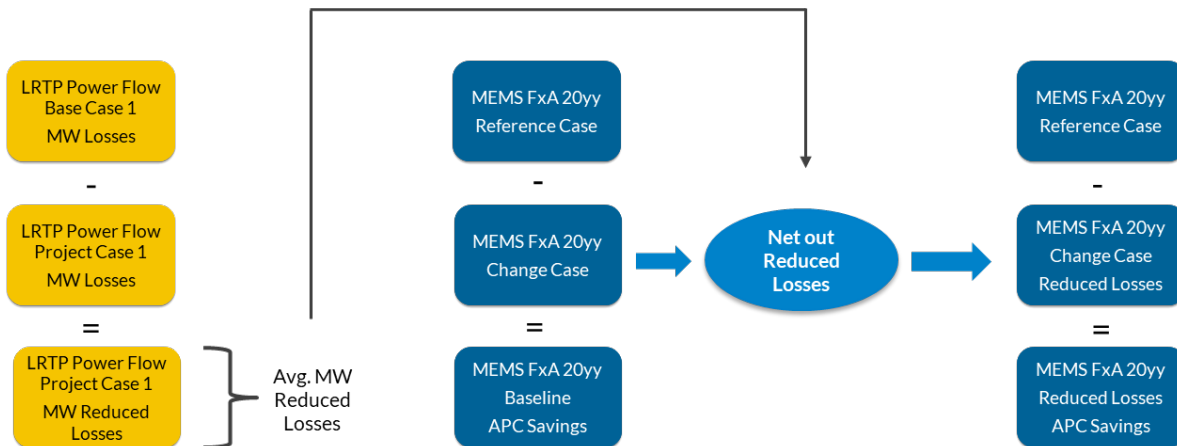 LRTP Power Flow
Base Case 1
MW Losses
-
LRTP Power Flow
Project Case 1
MW Losses
=
LRTP Power Flow
Project Case 1
MW Reduced
Losses
Avg. MW
Reduced
Losses
MEMS FxA 20yy
Reference Case
-
MEMS FxA 20yy
Change Case
=
MEMS FxA 20yy
Baseline
APC Savings
Net out
Reduced
Losses
MEMS FxA 20yy
Reference Case
-
MEMS FxA 20yy
Change Case
Reduced Losses
=
MEMS FxA 20yy
Reduced Losses
APC Savings